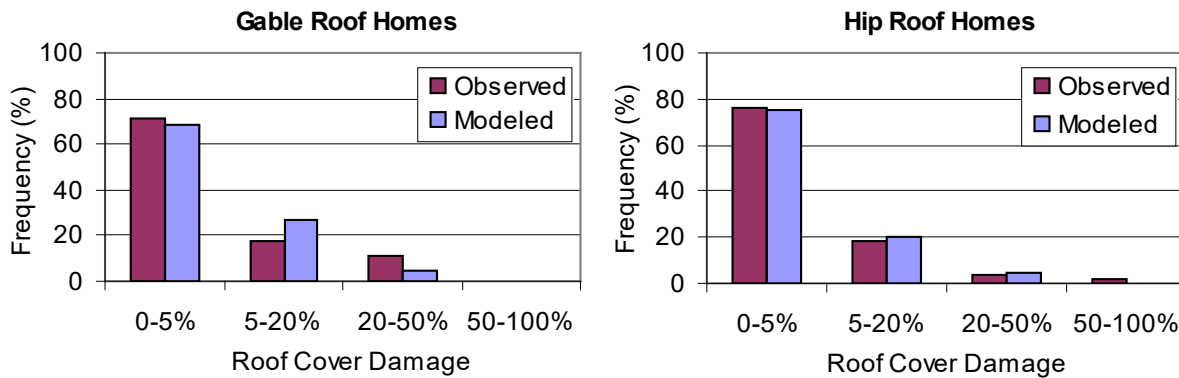 Gable Roof Homes
Frequency (%)
100
80
60
40
20
0
Observed
Modeled
0-5% 5-20% 20-50% 50-100%
Roof Cover Damage
Hip Roof Homes
Frequency (%)
100
80
60
40
20
0
Observed
Modeled
0-5% 5-20% 20-50% 50-100%
Roof Cover Damage